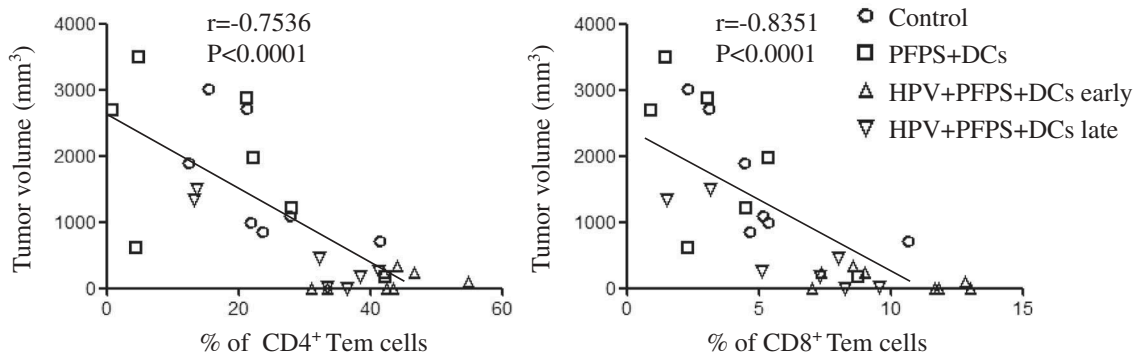 r=-0.7536
P<0.0001
4000
3000
2000
1000
0
0
20
40
60
Tumor volume (mm³)
% of CD4⁺ Tem cells
r=-0.8351
P<0.0001
4000
3000
2000
1000
0
0
5
10
15
Tumor volume (mm³)
% of CD8⁺ Tem cells
Control
PFPS+DCs
HPV+PFPS+DCs early
HPV+PFPS+DCs late